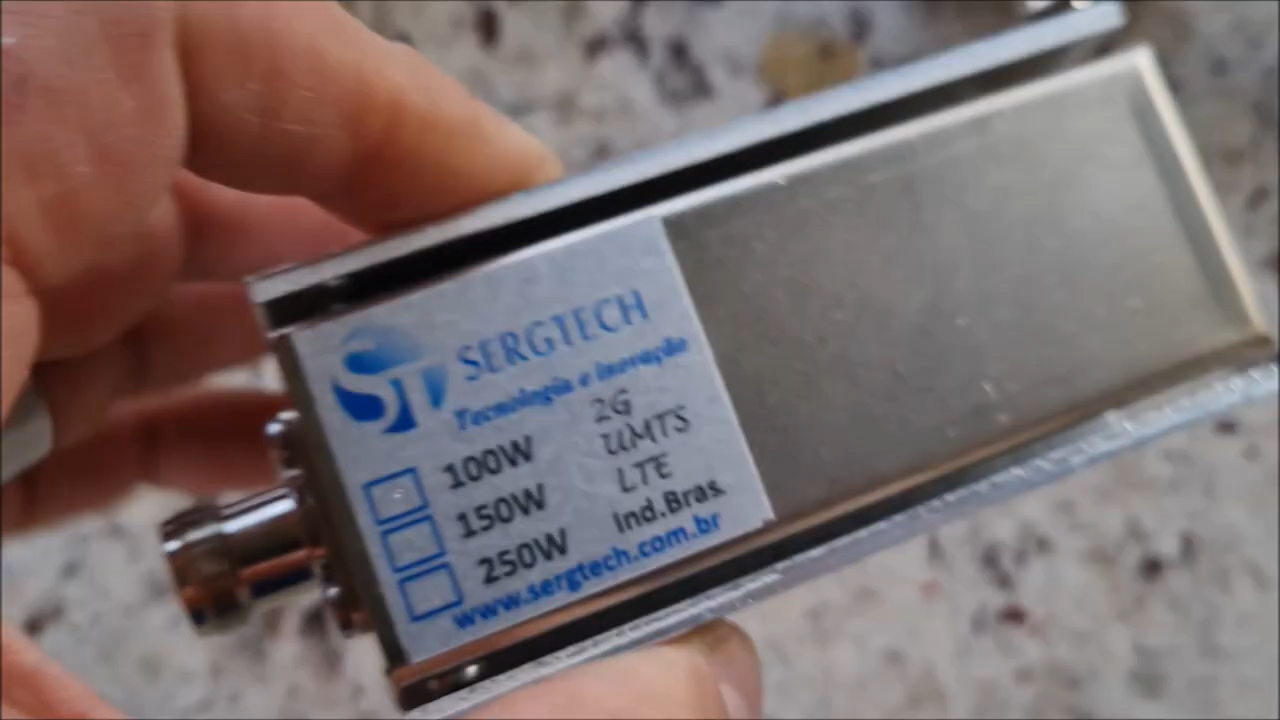 ST SERGTECH
Tecnologia e Inovação
2G
100W UMTS
150W LTE
250W Ind.Bras.
www.sergtech.com.br